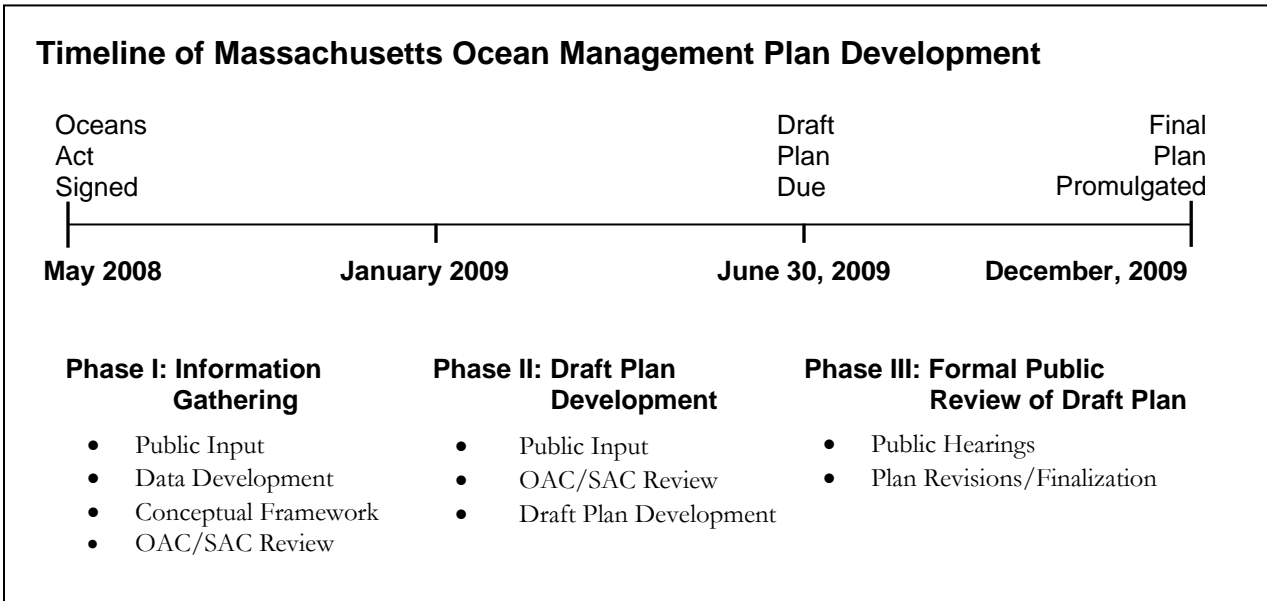 Timeline of Massachusetts Ocean Management Plan Development
Oceans
Act
Signed
Draft
Plan
Due
Final
Plan
Promulgated
May 2008
January 2009
June 30, 2009
December, 2009
Phase I: Information
Gathering
• Public Input
• Data Development
• Conceptual Framework
• OAC/SAC Review
Phase II: Draft Plan
Development
• Public Input
• OAC/SAC Review
• Draft Plan Development
Phase III: Formal Public
Review of Draft Plan
• Public Hearings
• Plan Revisions/Finalization